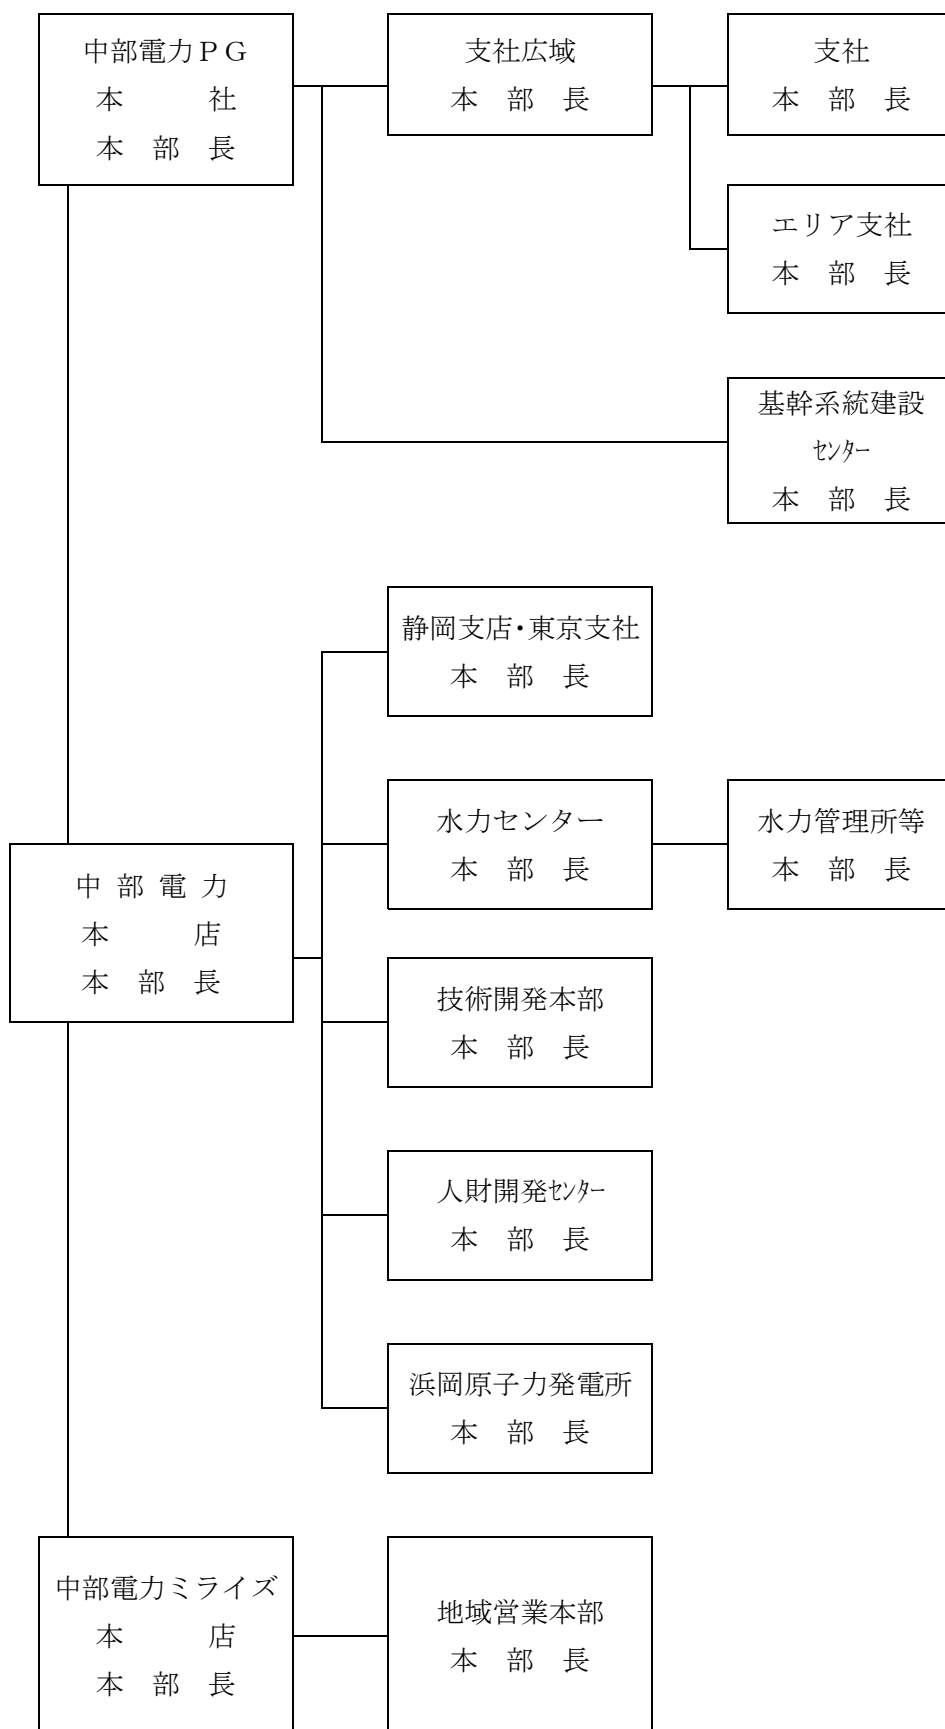 中部電力ＰＧ
本　　　社
本　部　長
支社広域
本　部　長
支社
本　部　長
エリア支社
本　部　長
基幹系統建設
ｾﾝﾀｰ
本　部　長
静岡支店・東京支社
本　部　長
水力センター
本　部　長
水力管理所等
本　部　長
中 部 電 力
本　　　店
本　部　長
技術開発本部
本　部　長
人財開発ｾﾝﾀｰ
本　部　長
浜岡原子力発電所
本　部　長
中部電力ミライズ
本　　　店
本　部　長
地域営業本部
本　部　長